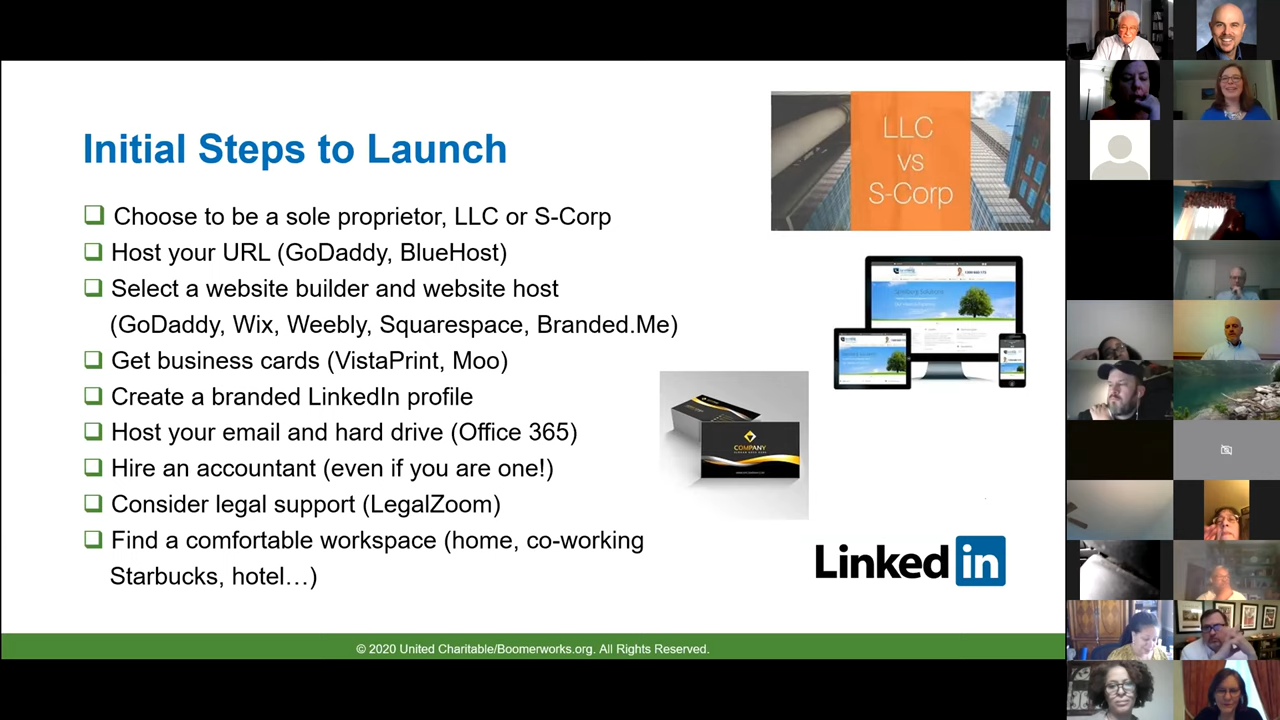 Initial Steps to Launch
❑ Choose to be a sole proprietor, LLC or S-Corp
❑ Host your URL (GoDaddy, BlueHost)
❑ Select a website builder and website host
(GoDaddy, Wix, Weebly, Squarespace, Branded.Me)
❑ Get business cards (VistaPrint, Moo)
❑ Create a branded LinkedIn profile
❑ Host your email and hard drive (Office 365)
❑ Hire an accountant (even if you are one!)
❑ Consider legal support (LegalZoom)
❑ Find a comfortable workspace (home, co-working
Starbucks, hotel…)
LLC
vs
S-Corp
COMPANY
Linked in
© 2020 United Charitable/Boomerworks.org. All Rights Reserved.